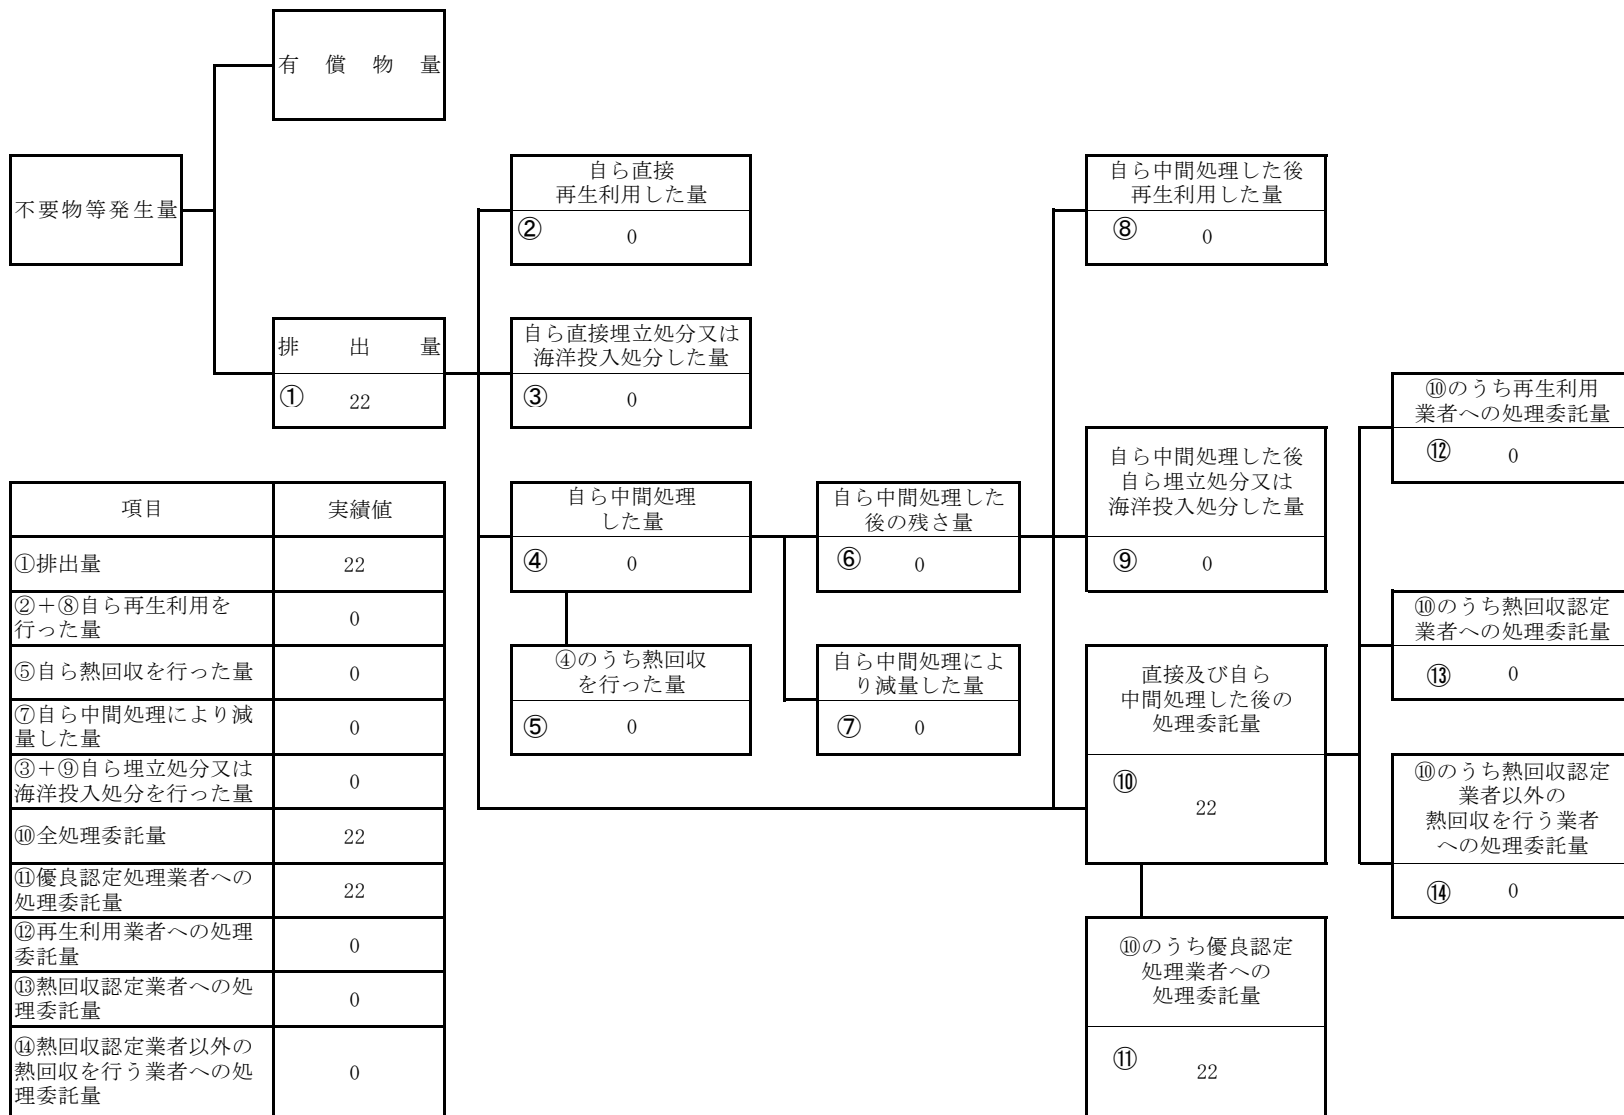 有償物量
不要物等発生量
排出量
① 22
自ら直接
再生利用した量
② 0
自ら直接埋立処分又は
海洋投入処分した量
③ 0
自ら中間処理
した量
④ 0
④のうち熱回収
を行った量
⑤ 0
自ら中間処理した
後の残さ量
⑥ 0
自ら中間処理によ
り減量した量
⑦ 0
自ら中間処理した後
再生利用した量
⑧ 0
自ら中間処理した後
自ら埋立処分又は
海洋投入処分した量
⑨ 0
直接及び自ら
中間処理した後の
処理委託量
⑩
22
⑩のうち優良認定
処理業者への
処理委託量
⑪
22
⑩のうち再生利用
業者への処理委託量
⑫ 0
⑩のうち熱回収認定
業者への処理委託量
⑬ 0
⑩のうち熱回収認定
業者以外の
熱回収を行う業者
への処理委託量
⑭ 0
項目 実績値
①排出量 22
②+⑧自ら再生利用を
行った量 0
⑤自ら熱回収を行った量 0
⑦自ら中間処理により減
量した量 0
③+⑨自ら埋立処分又は
海洋投入処分を行った量 0
⑩全処理委託量 22
⑪優良認定処理業者への
処理委託量 22
⑫再生利用業者への処理
委託量 0
⑬熱回収認定業者への処
理委託量 0
⑭熱回収認定業者以外の
熱回収を行う業者への処
理委託量 0